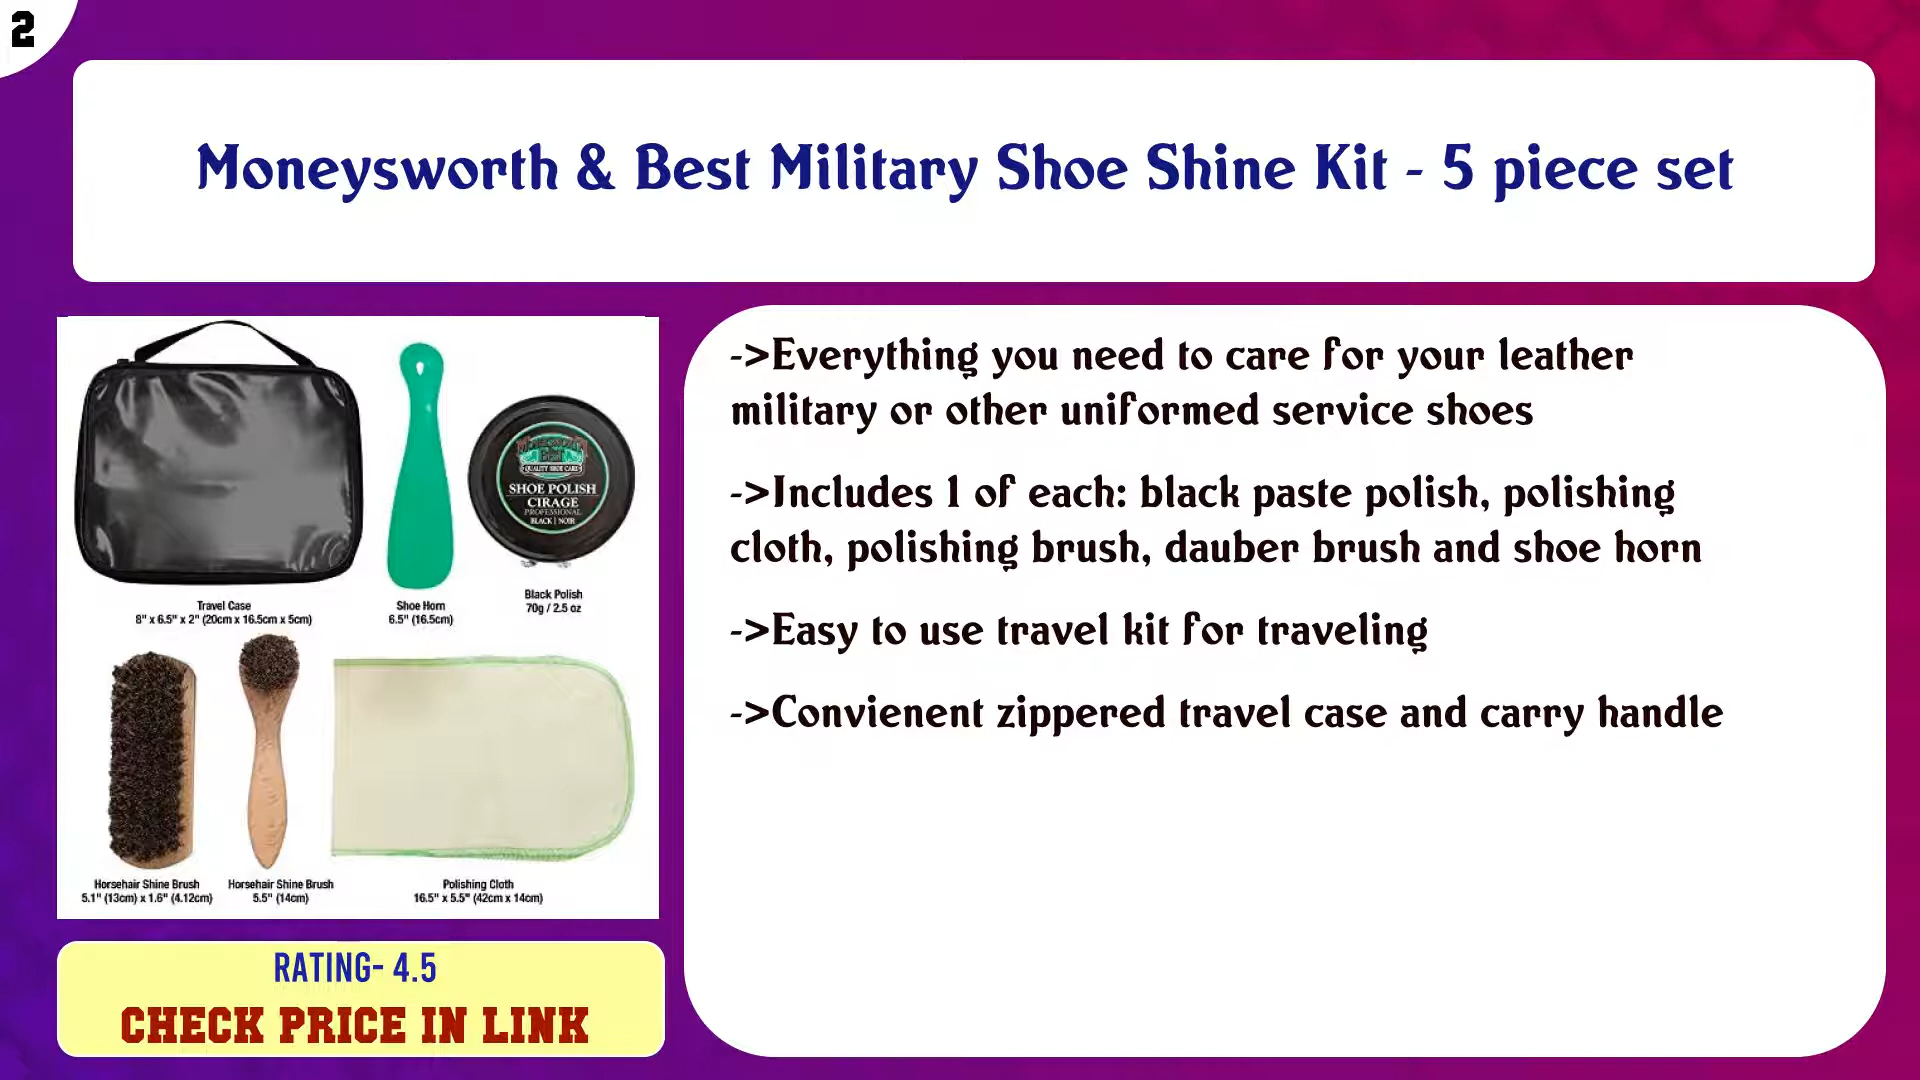 2
Moneysworth & Best Military Shoe Shine Kit - 5 piece set
->Everything you need to care for your leather
military or other uniformed service shoes
->Includes 1 of each: black paste polish, polishing
cloth, polishing brush, dauber brush and shoe horn
->Easy to use travel kit for traveling
->Convienent zippered travel case and carry handle
QUALITY SHOE CARE
SHOE POLISH
CIRAGE
PROFESSIONAL
BLACK | NOIR
Travel Case
8" x 6.5" x 2" (20cm x 16.5cm x 5cm)
Shoe Horn
6.5" (16.5cm)
Black Polish
70g / 2.5 oz
Horsehair Shine Brush
5.1" (13cm) x 1.6" (4.12cm)
Horsehair Shine Brush
5.5" (14cm)
Polishing Cloth
16.5" x 5.5" (42cm x 14cm)
RATING- 4.5
CHECK PRICE IN LINK